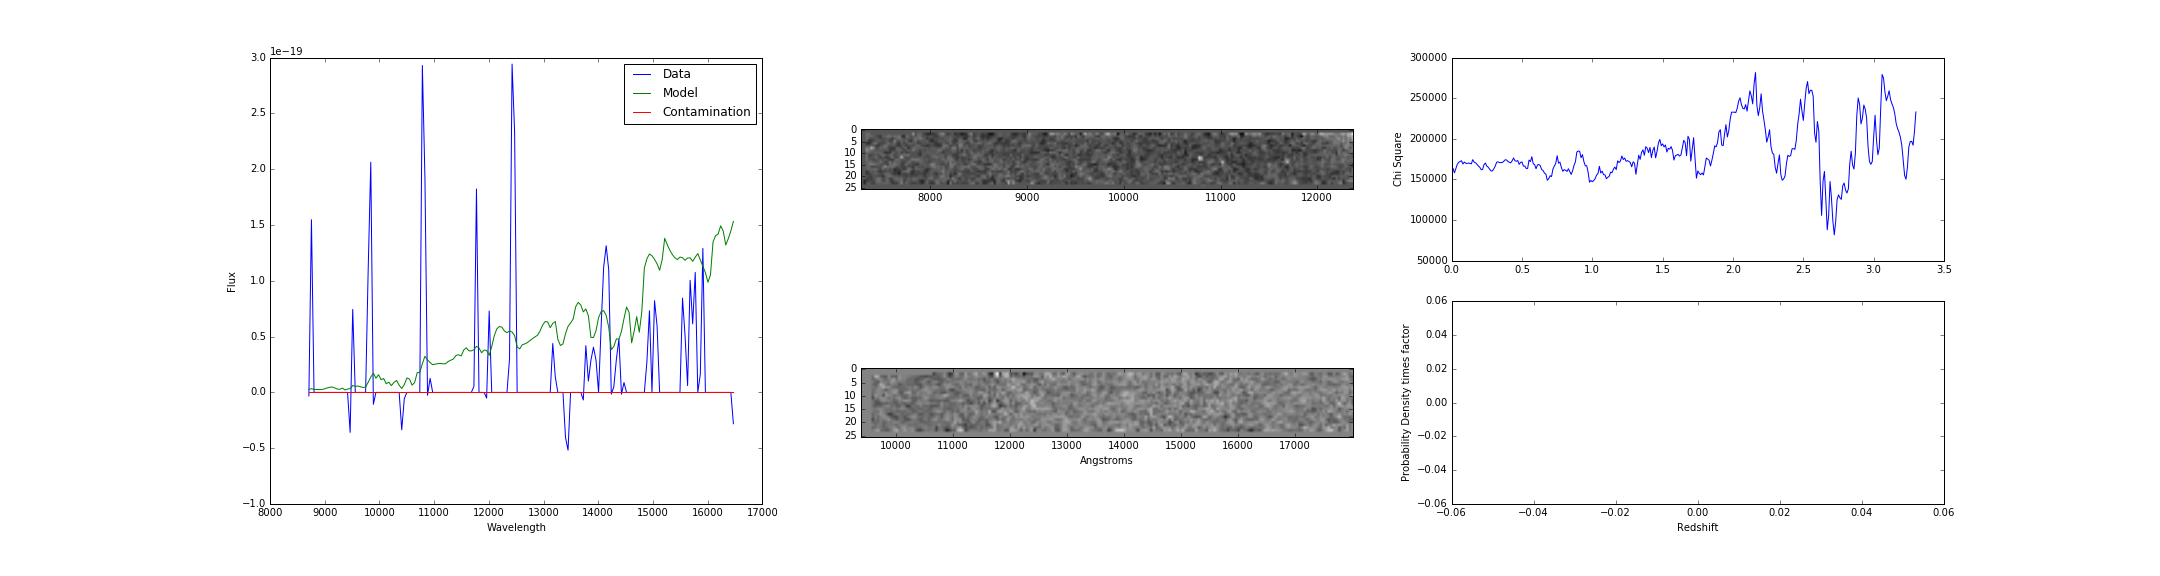 1e−19
3.0
2.5
2.0
1.5
1.0
0.5
0.0
−0.5
−1.0
8000 9000 10000 11000 12000 13000 14000 15000 16000 17000
Wavelength
Flux
Data
Model
Contamination
0
5
10
15
20
25
8000 9000 10000 11000 12000
0
5
10
15
20
25
10000 11000 12000 13000 14000 15000 16000 17000
Angstroms
300000
250000
200000
150000
100000
50000
Chi Square
0.0 0.5 1.0 1.5 2.0 2.5 3.0 3.5
0.06
0.04
0.02
0.00
−0.02
−0.04
−0.06
Probability Density times factor
−0.06 −0.04 −0.02 0.00 0.02 0.04 0.06
Redshift